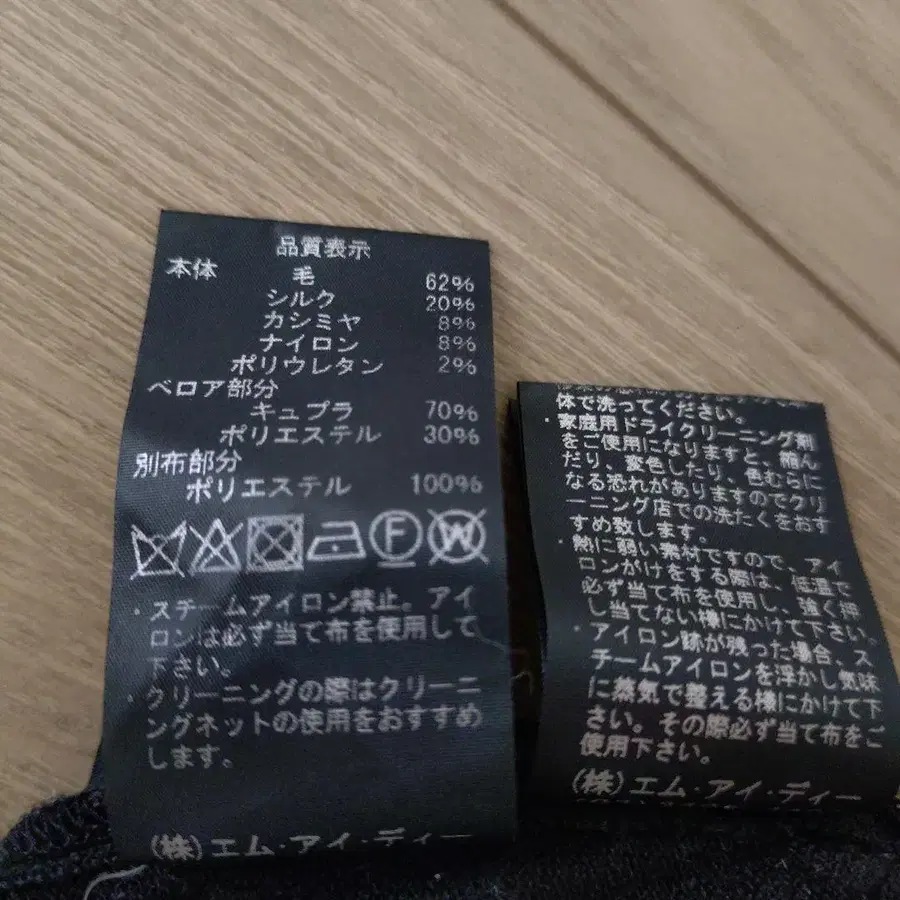 品質表示
本体 毛 62%
シルク 20%
カシミヤ 8%
ナイロン 8%
ポリウレタン 2%
ベロア部分
キュプラ 70%
ポリエステル 30%
別布部分
ポリエステル 100%
F W
・スチームアイロン禁止。アイ
ロンは必ず当て布を使用して
下さい。
・クリーニングの際はクリーニ
ングネットの使用をおすすめ
します。
(株)エム・アイ・ディー
体で洗ってください。
・家庭用ドライクリーニング剤
をご使用になりますと、縮ん
だり、変色したり、色むらに
なる恐れがありますのでクリ
ーニング店での洗たくをおす
すめ致します。
・熱に弱い素材ですので、アイ
ロンがけをする際は、低温で
必ず当て布を使用し、強く押
し当てない様にかけて下さい。
・アイロン跡が残った場合、ス
チームアイロンを浮かし気味
に蒸気で整える様にかけて下
さい。その際必ず当て布をご
使用下さい。
(株)エム・アイ・ディー